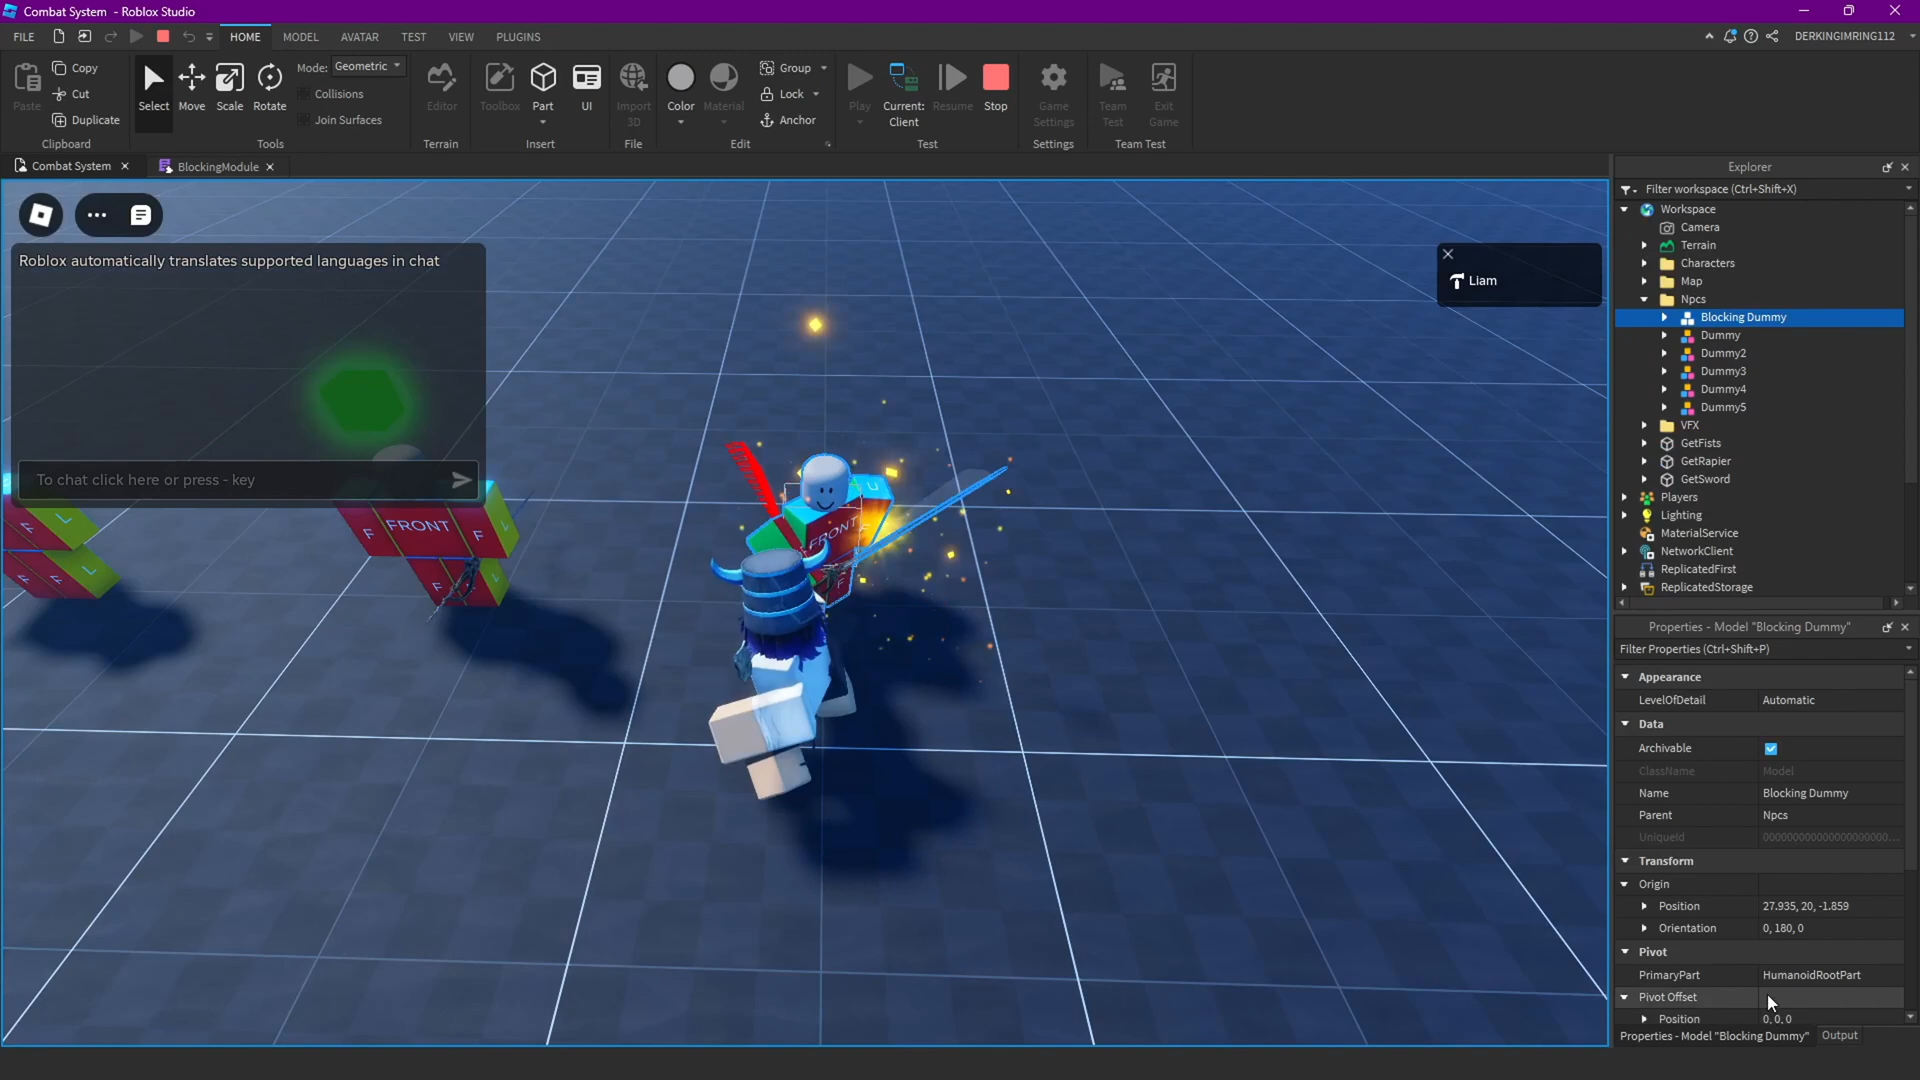 Combat System - Roblox Studio
FILE HOME MODEL AVATAR TEST VIEW PLUGINS DERKINGIMRING112
Paste Copy Cut Duplicate Clipboard
Select Move Scale Rotate Mode: Geometric Collisions Join Surfaces Tools
Editor Terrain
Toolbox Part UI Insert
Import 3D File
Color Material Group Lock Anchor Edit
Play Current: Client Resume Stop Test
Game Settings Settings
Team Test Exit Game Team Test
Combat System BlockingModule
Roblox automatically translates supported languages in chat
To chat click here or press - key
Liam
FRONT
F
L
F
F
L
F
L
F
FRONT
U
F
Explorer
Filter workspace (Ctrl+Shift+X)
Workspace
Camera
Terrain
Characters
Map
Npcs
Blocking Dummy
Dummy
Dummy2
Dummy3
Dummy4
Dummy5
VFX
GetFists
GetRapier
GetSword
Players
Lighting
MaterialService
NetworkClient
ReplicatedFirst
ReplicatedStorage
Properties - Model "Blocking Dummy"
Filter Properties (Ctrl+Shift+P)
Appearance
LevelOfDetail Automatic
Data
Archivable
ClassName Model
Name Blocking Dummy
Parent Npcs
UniqueId
Transform
Origin
Position 27.935, 20, -1.859
Orientation 0, 180, 0
Pivot
PrimaryPart HumanoidRootPart
Pivot Offset
Position 0, 0, 0
Properties - Model "Blocking Dummy" Output